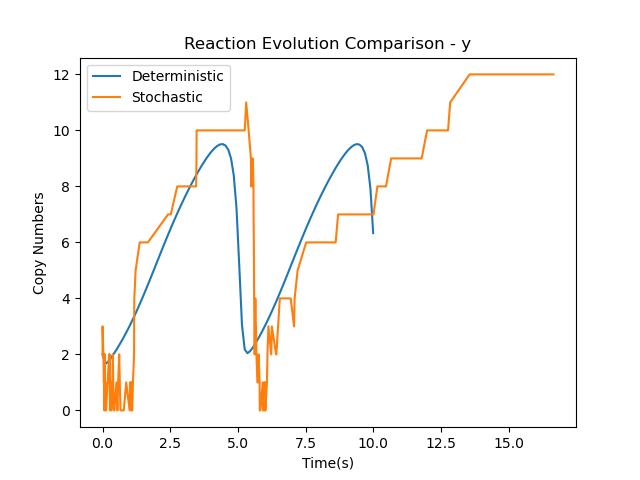 Reaction Evolution Comparison - y
Deterministic
Stochastic
Copy Numbers
12
10
8
6
4
2
0
0.0 2.5 5.0 7.5 10.0 12.5 15.0
Time(s)